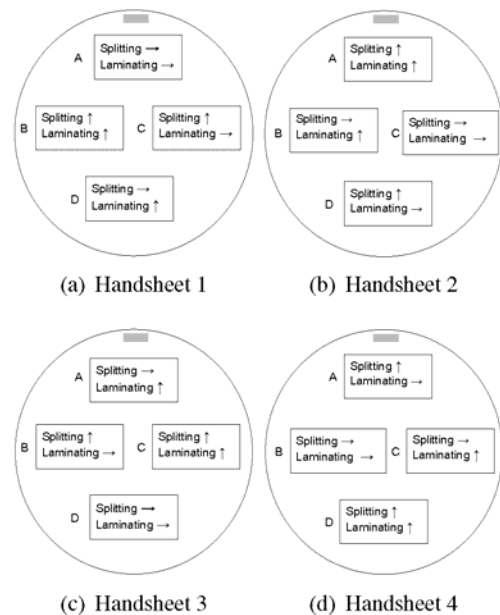 A
Splitting →
Laminating →
B
Splitting ↑
Laminating ↑
C
Splitting ↑
Laminating →
D
Splitting →
Laminating ↑
(a) Handsheet 1
A
Splitting ↑
Laminating ↑
B
Splitting →
Laminating ↑
C
Splitting →
Laminating →
D
Splitting ↑
Laminating →
(b) Handsheet 2
A
Splitting →
Laminating ↑
B
Splitting ↑
Laminating →
C
Splitting ↑
Laminating ↑
D
Splitting →
Laminating →
(c) Handsheet 3
A
Splitting ↑
Laminating →
B
Splitting →
Laminating →
C
Splitting →
Laminating ↑
D
Splitting ↑
Laminating ↑
(d) Handsheet 4